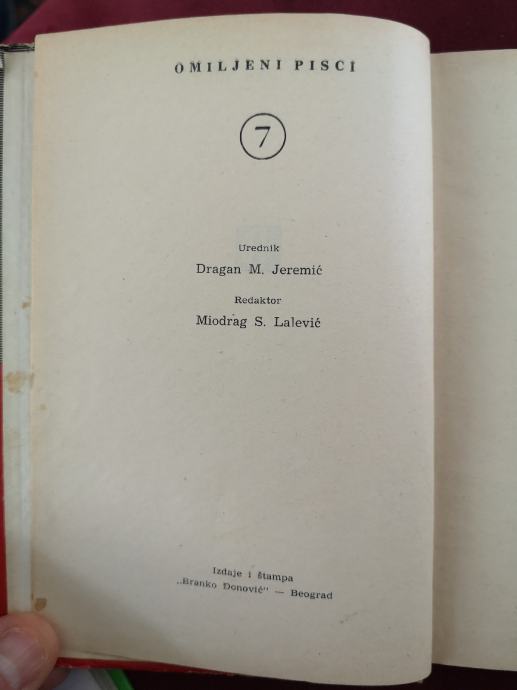 OMILJENI PISCI
7
Urednik
Dragan M. Jeremić
Redaktor
Miodrag S. Lalević
Izdaje i štampa
„Branko Đonović" — Beograd